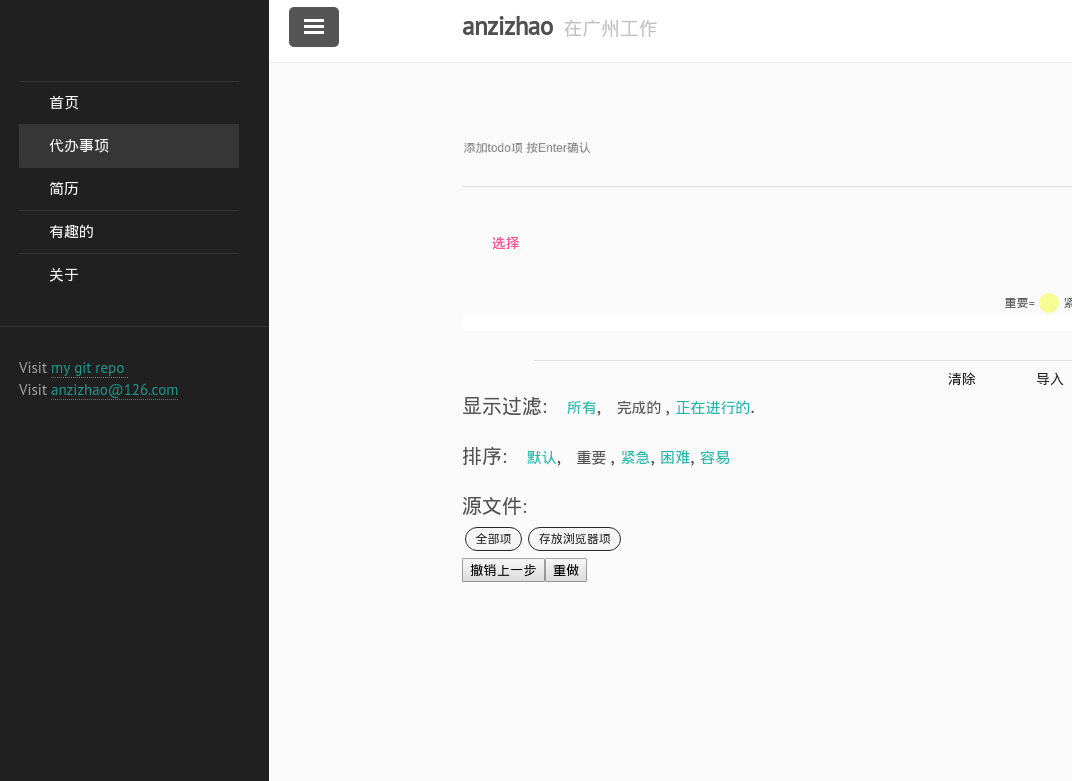 首页
代办事项
简历
有趣的
关于
Visit my git repo
Visit anzizhao@126.com
anzizhao 在广州工作
添加todo项 按Enter确认
选择
重要= 紧
清除 导入
显示过滤: 所有, 完成的 , 正在进行的.
排序: 默认, 重要 , 紧急, 困难, 容易
源文件:
全部项 存放浏览器项
撤销上一步 重做